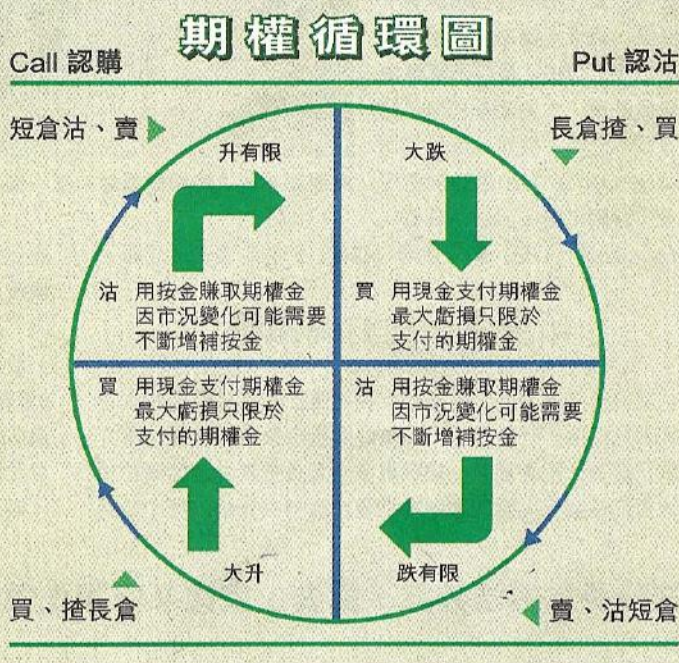 期權循環圖
Call 認購
Put 認沽
短倉沽、賣
長倉揸、買
升有限
大跌
沽 用按金賺取期權金
因市況變化可能需要
不斷增補按金
買 用現金支付期權金
最大虧損只限於
支付的期權金
買 用現金支付期權金
最大虧損只限於
支付的期權金
沽 用按金賺取期權金
因市況變化可能需要
不斷增補按金
大升
跌有限
買、揸長倉
賣、沽短倉